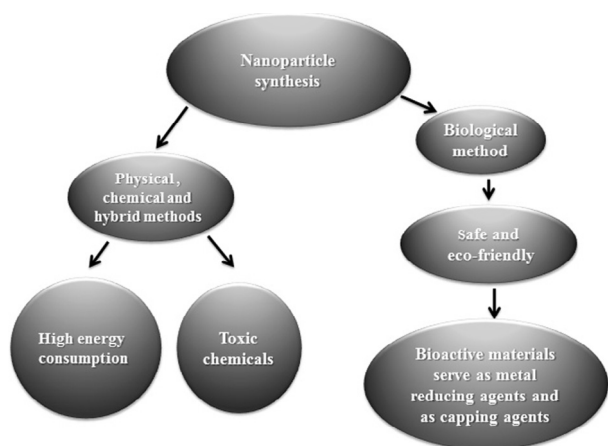 Nanoparticle
synthesis
Biological
method
Physical,
chemical and
hybrid methods
Safe and
eco-friendly
High energy
consumption
Toxic
chemicals
Bioactive materials
serve as metal
reducing agents and
as capping agents